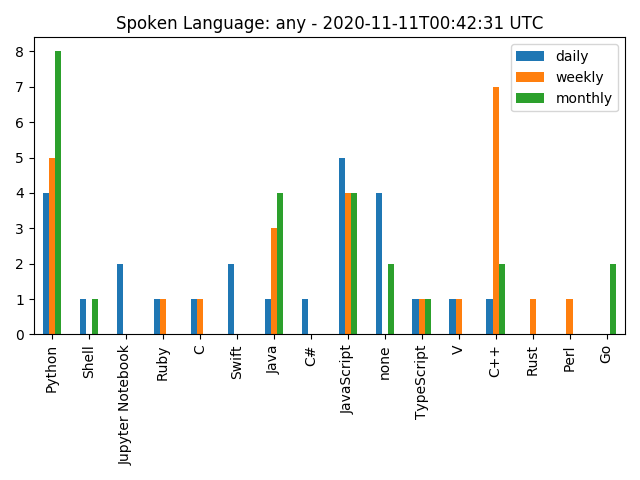 Spoken Language: any - 2020-11-11T00:42:31 UTC
daily
weekly
monthly
8
7
6
5
4
3
2
1
0
Python
Shell
Jupyter Notebook
Ruby
C
Swift
Java
C#
JavaScript
none
TypeScript
V
C++
Rust
Perl
Go